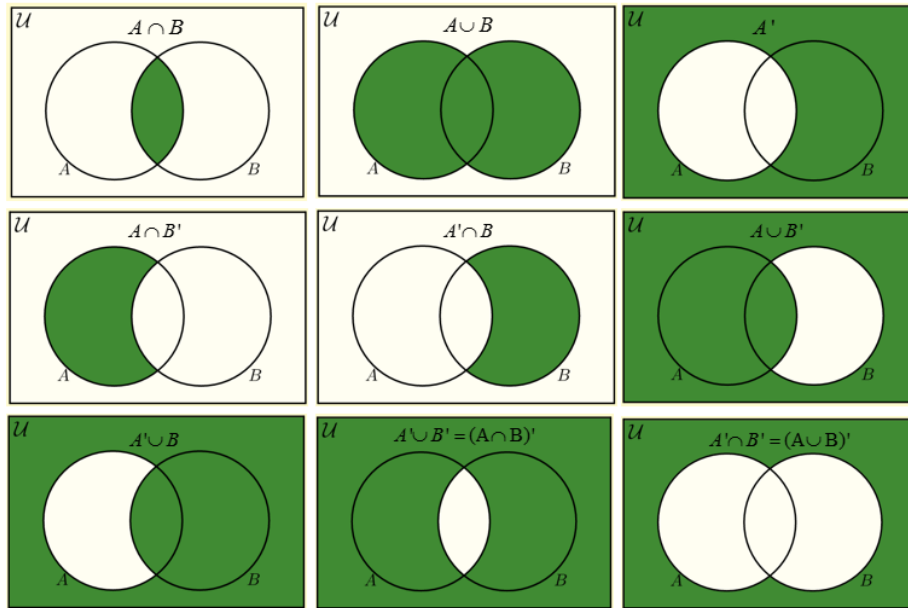 𝒰
A ∩ B
A B
𝒰
A ∪ B
A B
𝒰
A'
A B
𝒰
A ∩ B'
A B
𝒰
A' ∩ B
A B
𝒰
A ∪ B'
A B
𝒰
A' ∪ B
A B
𝒰
A' ∪ B' = (A ∩ B)'
A B
𝒰
A' ∩ B' = (A ∪ B)'
A B